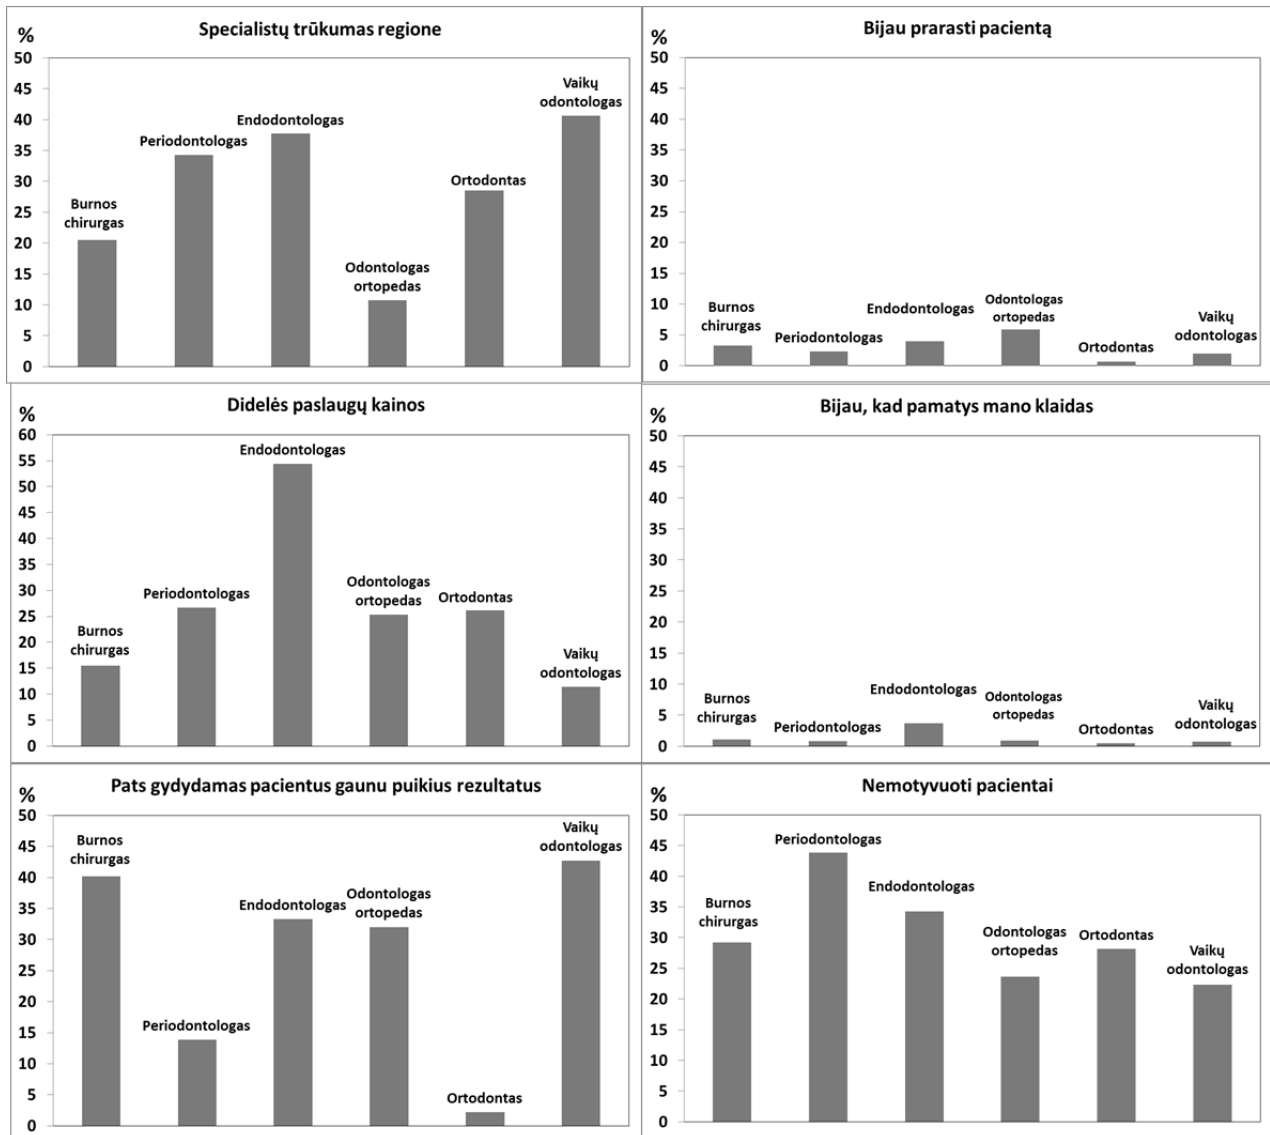 Specialistų trūkumas regione
%
50
45
40
35
30
25
20
15
10
5
0
Burnos
chirurgas
Periodontologas
Endodontologas
Odontologas
ortopedas
Ortodontas
Vaikų
odontologas
Bijau prarasti pacientą
%
50
45
40
35
30
25
20
15
10
5
0
Burnos
chirurgas
Periodontologas
Endodontologas
Odontologas
ortopedas
Ortodontas
Vaikų
odontologas
Didelės paslaugų kainos
%
60
55
50
45
40
35
30
25
20
15
10
5
0
Burnos
chirurgas
Periodontologas
Endodontologas
Odontologas
ortopedas
Ortodontas
Vaikų
odontologas
Bijau, kad pamatys mano klaidas
%
50
45
40
35
30
25
20
15
10
5
0
Burnos
chirurgas
Periodontologas
Endodontologas
Odontologas
ortopedas
Ortodontas
Vaikų
odontologas
Pats gydydamas pacientus gaunu puikius rezultatus
%
50
45
40
35
30
25
20
15
10
5
0
Burnos
chirurgas
Periodontologas
Endodontologas
Odontologas
ortopedas
Ortodontas
Vaikų
odontologas
Nemotyvuoti pacientai
%
50
45
40
35
30
25
20
15
10
5
0
Burnos
chirurgas
Periodontologas
Endodontologas
Odontologas
ortopedas
Ortodontas
Vaikų
odontologas